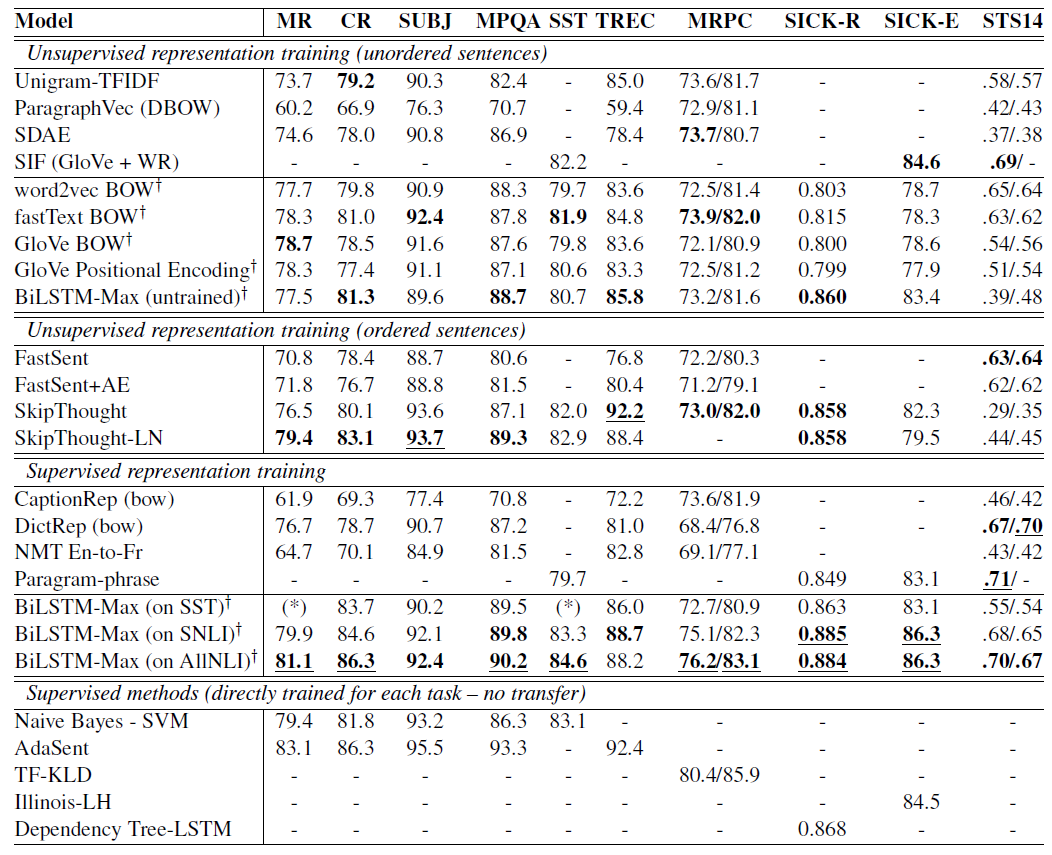 Model MR CR SUBJ MPQA SST TREC MRPC SICK-R SICK-E STS14
Unsupervised representation training (unordered sentences)
Unigram-TFIDF 73.7 79.2 90.3 82.4 - 85.0 73.6/81.7 - - .58/.57
ParagraphVec (DBOW) 60.2 66.9 76.3 70.7 - 59.4 72.9/81.1 - - .42/.43
SDAE 74.6 78.0 90.8 86.9 - 78.4 73.7/80.7 - - .37/.38
SIF (GloVe + WR) - - - - 82.2 - - - 84.6 .69/ -
word2vec BOW† 77.7 79.8 90.9 88.3 79.7 83.6 72.5/81.4 0.803 78.7 .65/.64
fastText BOW† 78.3 81.0 92.4 87.8 81.9 84.8 73.9/82.0 0.815 78.3 .63/.62
GloVe BOW† 78.7 78.5 91.6 87.6 79.8 83.6 72.1/80.9 0.800 78.6 .54/.56
GloVe Positional Encoding† 78.3 77.4 91.1 87.1 80.6 83.3 72.5/81.2 0.799 77.9 .51/.54
BiLSTM-Max (untrained)† 77.5 81.3 89.6 88.7 80.7 85.8 73.2/81.6 0.860 83.4 .39/.48
Unsupervised representation training (ordered sentences)
FastSent 70.8 78.4 88.7 80.6 - 76.8 72.2/80.3 - - .63/.64
FastSent+AE 71.8 76.7 88.8 81.5 - 80.4 71.2/79.1 - - .62/.62
SkipThought 76.5 80.1 93.6 87.1 82.0 92.2 73.0/82.0 0.858 82.3 .29/.35
SkipThought-LN 79.4 83.1 93.7 89.3 82.9 88.4 - 0.858 79.5 .44/.45
Supervised representation training
CaptionRep (bow) 61.9 69.3 77.4 70.8 - 72.2 73.6/81.9 - - .46/.42
DictRep (bow) 76.7 78.7 90.7 87.2 - 81.0 68.4/76.8 - - .67/.70
NMT En-to-Fr 64.7 70.1 84.9 81.5 - 82.8 69.1/77.1 - .43/.42
Paragram-phrase - - - - 79.7 - - 0.849 83.1 .71/ -
BiLSTM-Max (on SST)† (*) 83.7 90.2 89.5 (*) 86.0 72.7/80.9 0.863 83.1 .55/.54
BiLSTM-Max (on SNLI)† 79.9 84.6 92.1 89.8 83.3 88.7 75.1/82.3 0.885 86.3 .68/.65
BiLSTM-Max (on AllNLI)† 81.1 86.3 92.4 90.2 84.6 88.2 76.2/83.1 0.884 86.3 .70/.67
Supervised methods (directly trained for each task – no transfer)
Naive Bayes - SVM 79.4 81.8 93.2 86.3 83.1 - - - - -
AdaSent 83.1 86.3 95.5 93.3 - 92.4 - - - -
TF-KLD - - - - - - 80.4/85.9 - - -
Illinois-LH - - - - - - - - 84.5 -
Dependency Tree-LSTM - - - - - - - 0.868 - -